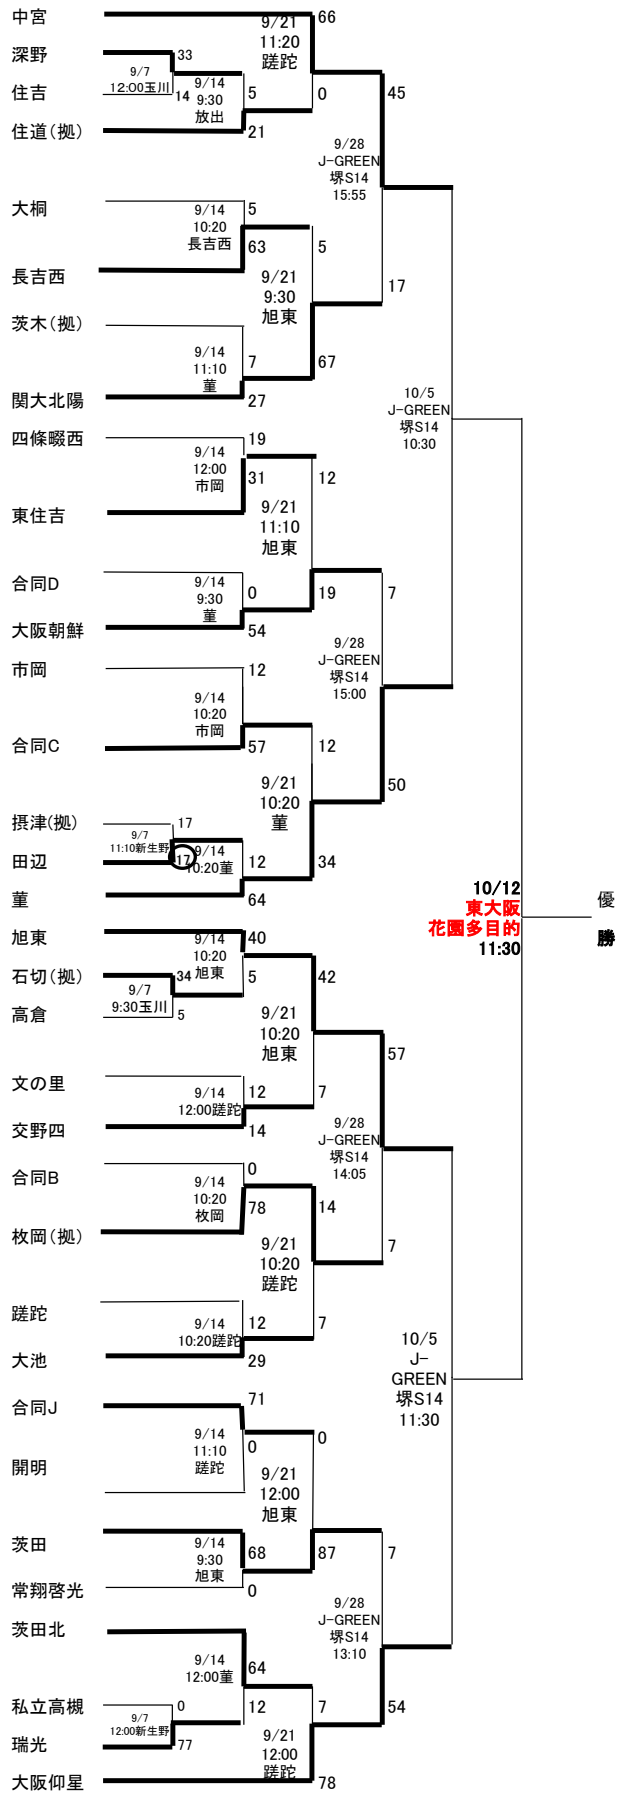 中宮
9/21
11:20
蹉跎
66
深野
33
9/7
12:00玉川
住吉
14
9/14
9:30
放出
5
0
45
住道(拠)
21
9/28
J-GREEN
堺S14
15:55
大桐
9/14
10:20
長吉西
5
63
5
長吉西
9/21
9:30
旭東
17
茨木(拠)
9/14
11:10
菫
7
67
関大北陽
27
10/5
J-GREEN
堺S14
10:30
四條畷西
19
9/14
12:00
市岡
31
12
東住吉
9/21
11:10
旭東
合同D
9/14
9:30
菫
0
19
7
大阪朝鮮
54
9/28
J-GREEN
堺S14
15:00
市岡
12
9/14
10:20
市岡
合同C
57
12
9/21
10:20
菫
50
摂津(拠)
17
9/7
11:10新生野
田辺
17
9/14
10:20菫
12
34
菫
64
10/12
東大阪
花園多目的
11:30
優
勝
旭東
40
9/14
10:20
旭東
石切(拠)
34
5
42
9/7
9:30玉川
高倉
5
9/21
10:20
旭東
57
文の里
9/14
12:00蹉跎
12
7
交野四
14
9/28
J-GREEN
堺S14
14:05
合同B
0
9/14
10:20
枚岡
78
14
枚岡(拠)
9/21
10:20
蹉跎
7
蹉跎
9/14
10:20蹉跎
12
7
大池
29
10/5
J-
GREEN
堺S14
11:30
合同J
71
9/14
11:10
蹉跎
0
0
開明
9/21
12:00
旭東
茨田
9/14
9:30
旭東
68
87
7
常翔啓光
0
9/28
J-GREEN
堺S14
13:10
茨田北
9/14
12:00菫
64
私立高槻
0
12
7
54
9/7
12:00新生野
瑞光
77
9/21
12:00
蹉跎
大阪仰星
78